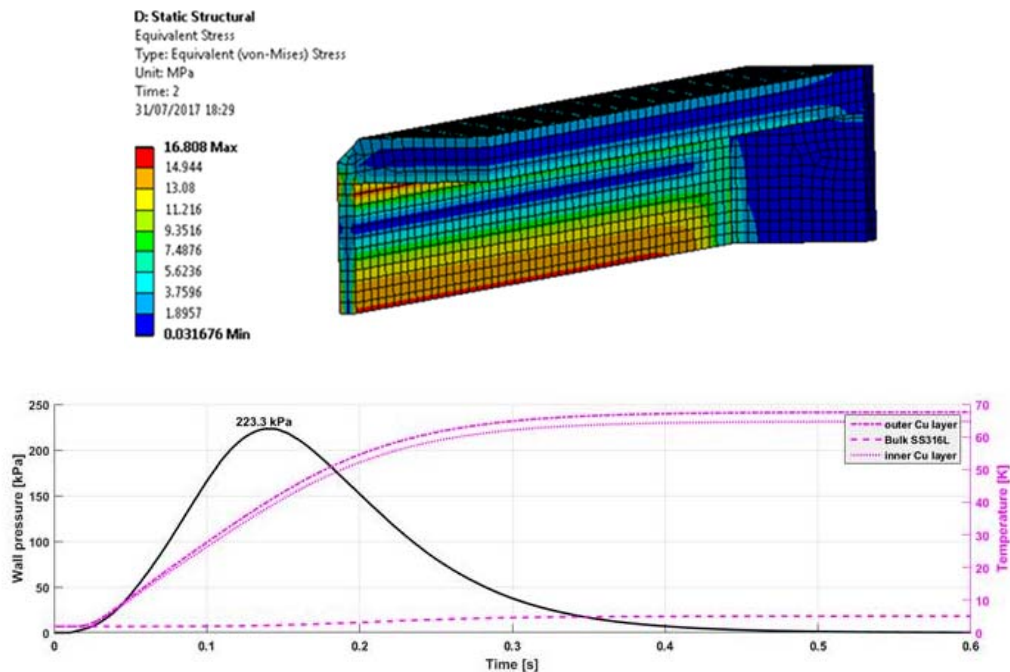 D: Static Structural
Equivalent Stress
Type: Equivalent (von-Mises) Stress
Unit: MPa
Time: 2
31/07/2017 18:29
16.808 Max
14.944
13.08
11.216
9.3516
7.4876
5.6236
3.7596
1.8957
0.031676 Min
250
200
150
100
50
0
Wall pressure [kPa]
223.3 kPa
outer Cu layer
Bulk SS316L
inner Cu layer
70
60
50
40
30
20
10
0
Temperature [K]
0 0.1 0.2 0.3 0.4 0.5 0.6
Time [s]